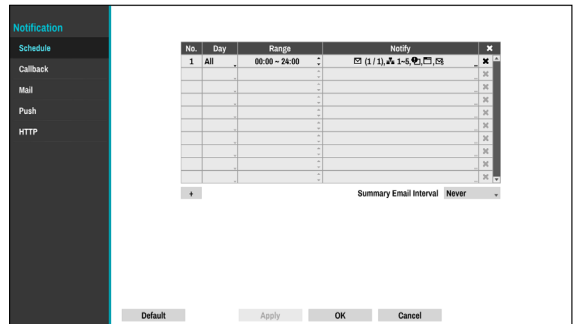 Notification
Schedule
Callback
Mail
Push
HTTP
No. Day Range Notify
1 All 00:00 ~ 24:00 (1 / 1), 1~5, , ,
+ Summary Email Interval Never
Default Apply OK Cancel